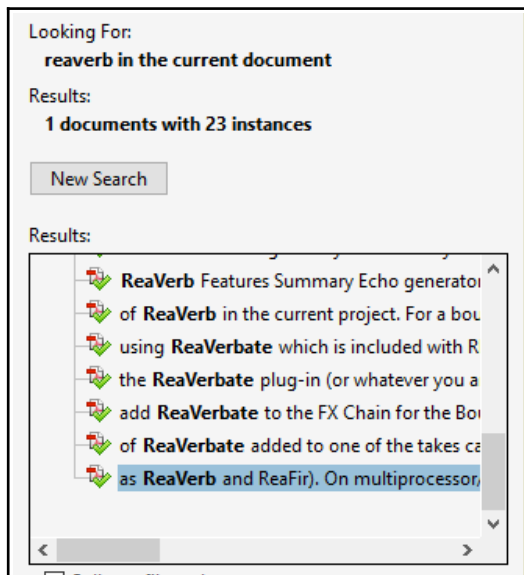 Looking For:
reaverb in the current document
Results:
1 documents with 23 instances
New Search
Results:
ReaVerb Features Summary Echo generator
of ReaVerb in the current project. For a bou
using ReaVerbate which is included with R
the ReaVerbate plug-in (or whatever you a
add ReaVerbate to the FX Chain for the Bou
of ReaVerbate added to one of the takes ca
as ReaVerb and ReaFir). On multiprocessor/